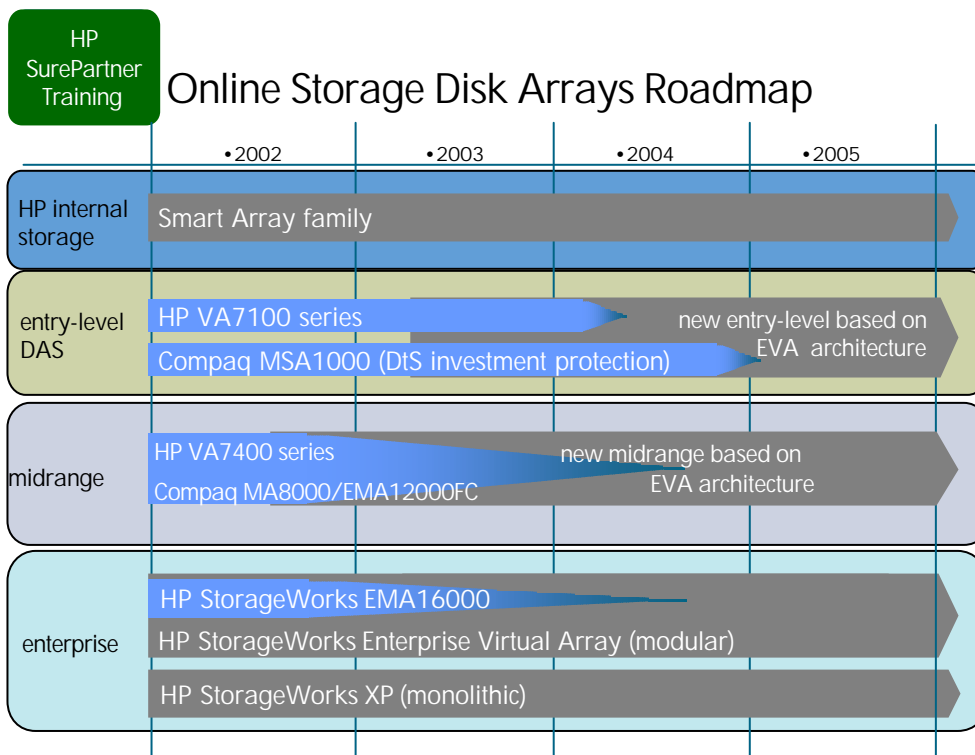 HP
SurePartner
Training
Online Storage Disk Arrays Roadmap
•2002 •2003 •2004 •2005
HP internal
storage
Smart Array family
entry-level
DAS
HP VA7100 series
Compaq MSA1000 (DtS investment protection)
new entry-level based on
EVA architecture
midrange
HP VA7400 series
Compaq MA8000/EMA12000FC
new midrange based on
EVA architecture
enterprise
HP StorageWorks EMA16000
HP StorageWorks Enterprise Virtual Array (modular)
HP StorageWorks XP (monolithic)